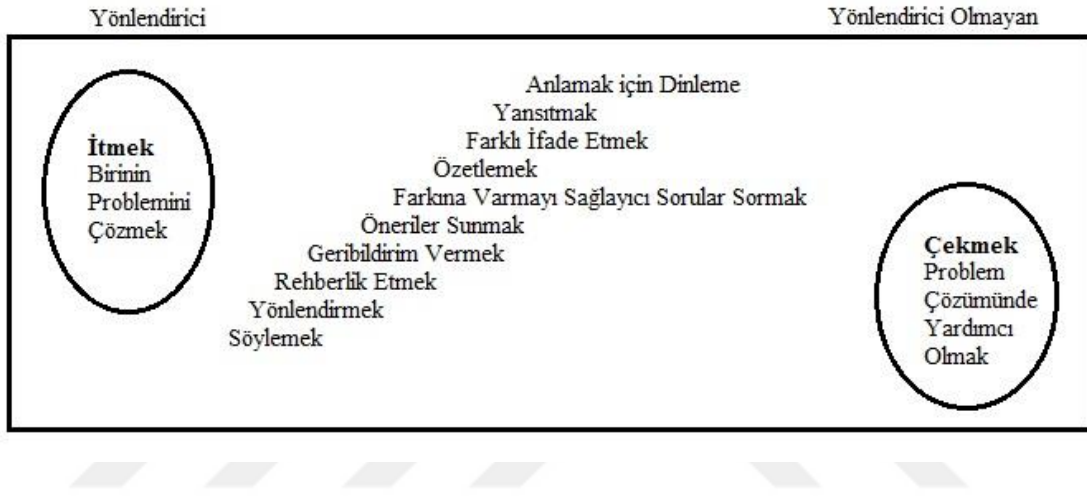 Yönlendirici
Yönlendirici Olmayan
İtmek
Birinin
Problemini
Çözmek
Anlamak için Dinleme
Yansıtmak
Farklı İfade Etmek
Özetlemek
Farkına Varmayı Sağlayıcı Sorular Sormak
Öneriler Sunmak
Geribildirim Vermek
Rehberlik Etmek
Yönlendirmek
Söylemek
Çekmek
Problem
Çözümünde
Yardımcı
Olmak